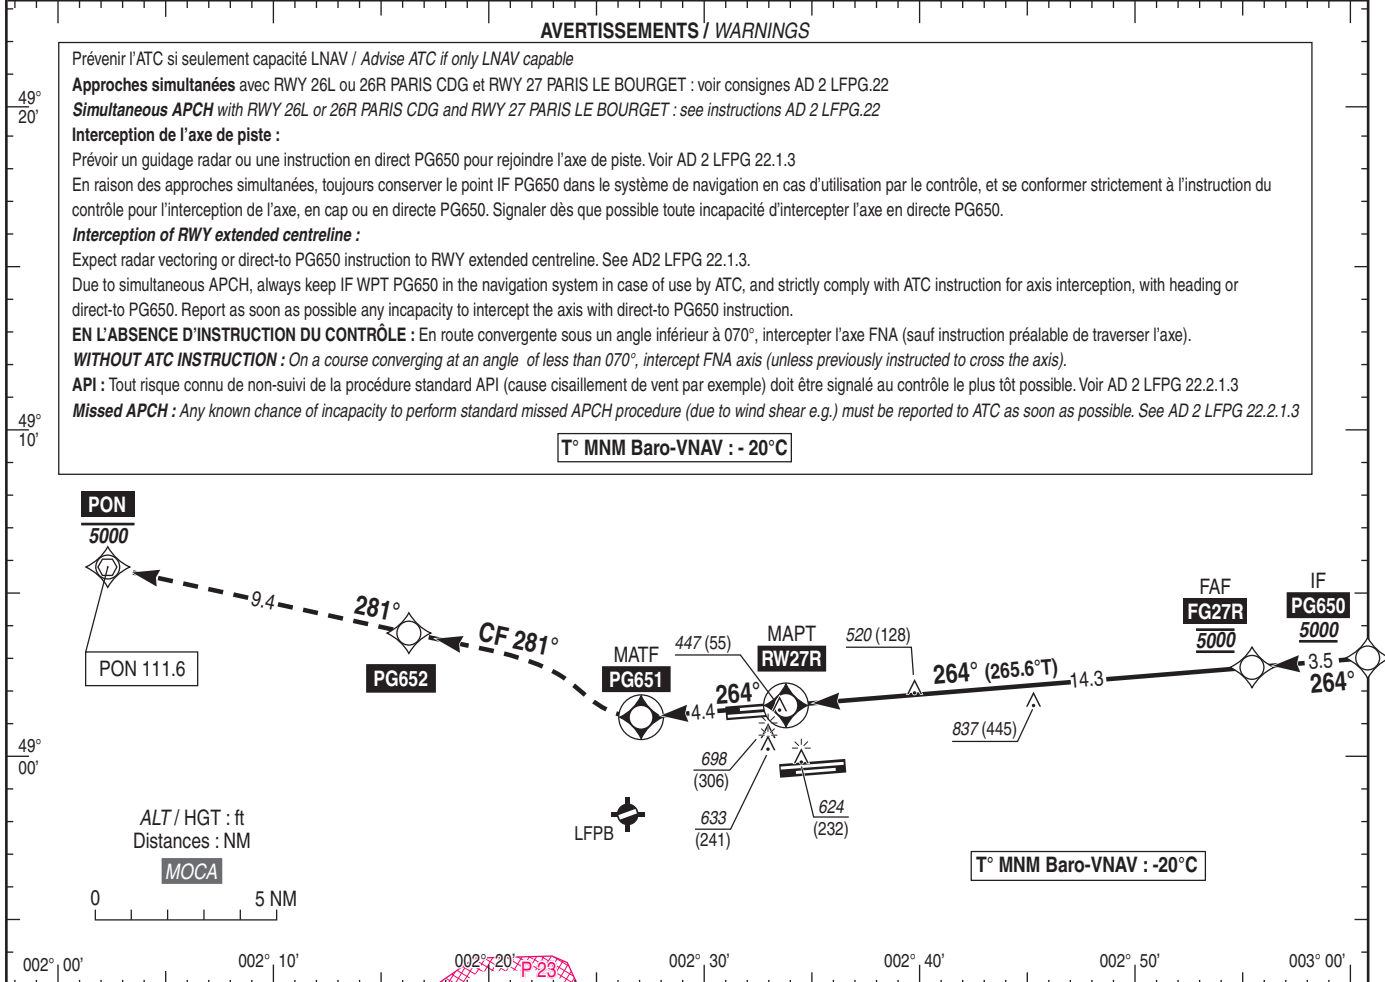 AVERTISSEMENTS / WARNINGS
Prévenir l'ATC si seulement capacité LNAV / Advise ATC if only LNAV capable
Approches simultanées avec RWY 26L ou 26R PARIS CDG et RWY 27 PARIS LE BOURGET : voir consignes AD 2 LFPG.22
Simultaneous APCH with RWY 26L or 26R PARIS CDG and RWY 27 PARIS LE BOURGET : see instructions AD 2 LFPG.22
Interception de l'axe de piste :
Prévoir un guidage radar ou une instruction en direct PG650 pour rejoindre l'axe de piste. Voir AD 2 LFPG 22.1.3
En raison des approches simultanées, toujours conserver le point IF PG650 dans le système de navigation en cas d'utilisation par le contrôle, et se conformer strictement à l'instruction du
contrôle pour l'interception de l'axe, en cap ou en directe PG650. Signaler dès que possible toute incapacité d'intercepter l'axe en directe PG650.
Interception of RWY extended centreline :
Expect radar vectoring or direct-to PG650 instruction to RWY extended centreline. See AD2 LFPG 22.1.3.
Due to simultaneous APCH, always keep IF WPT PG650 in the navigation system in case of use by ATC, and strictly comply with ATC instruction for axis interception, with heading or
direct-to PG650. Report as soon as possible any incapacity to intercept the axis with direct-to PG650 instruction.
EN L'ABSENCE D'INSTRUCTION DU CONTRÔLE : En route convergente sous un angle inférieur à 070°, intercepter l'axe FNA (sauf instruction préalable de traverser l'axe).
WITHOUT ATC INSTRUCTION : On a course converging at an angle of less than 070°, intercept FNA axis (unless previously instructed to cross the axis).
API : Tout risque connu de non-suivi de la procédure standard API (cause cisaillement de vent par exemple) doit être signalé au contrôle le plus tôt possible. Voir AD 2 LFPG 22.2.1.3
Missed APCH : Any known chance of incapacity to perform standard missed APCH procedure (due to wind shear e.g.) must be reported to ATC as soon as possible. See AD 2 LFPG 22.2.1.3
T° MNM Baro-VNAV : - 20°C
49°
20'
49°
10'
49°
00'
PON
5000
PON 111.6
9.4
281°
PG652
CF 281°
MATF
PG651
4.4
264°
447 (55)
MAPT
RW27R
520 (128)
264° (265.6°T)
14.3
837 (445)
FAF
FG27R
5000
IF
PG650
5000
3.5
264°
698
(306)
633
(241)
624
(232)
LFPB
ALT / HGT : ft
Distances : NM
MOCA
0 5 NM
T° MNM Baro-VNAV : -20°C
P 23
002° 00' 002° 10' 002° 20' 002° 30' 002° 40' 002° 50' 003° 00'